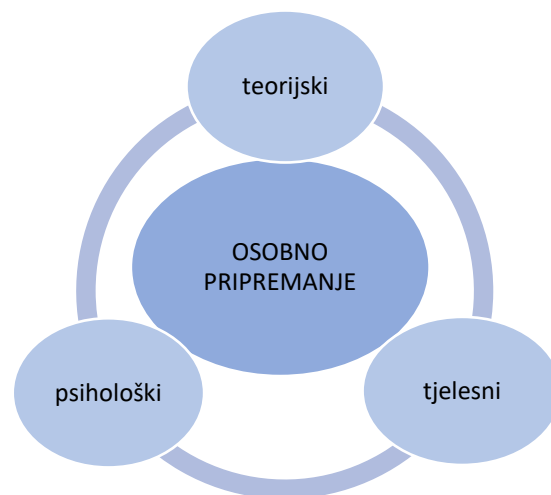 teorijski
OSOBNO
PRIPREMANJE
psihološki
tjelesni